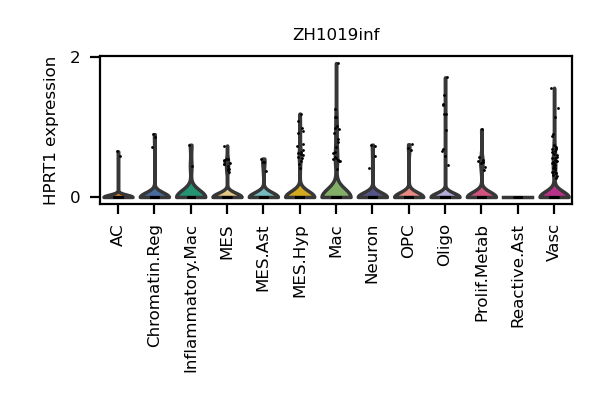 ZH1019inf
HPRT1 expression
2
0
AC
Chromatin.Reg
Inflammatory.Mac
MES
MES.Ast
MES.Hyp
Mac
Neuron
OPC
Oligo
Prolif.Metab
Reactive.Ast
Vasc